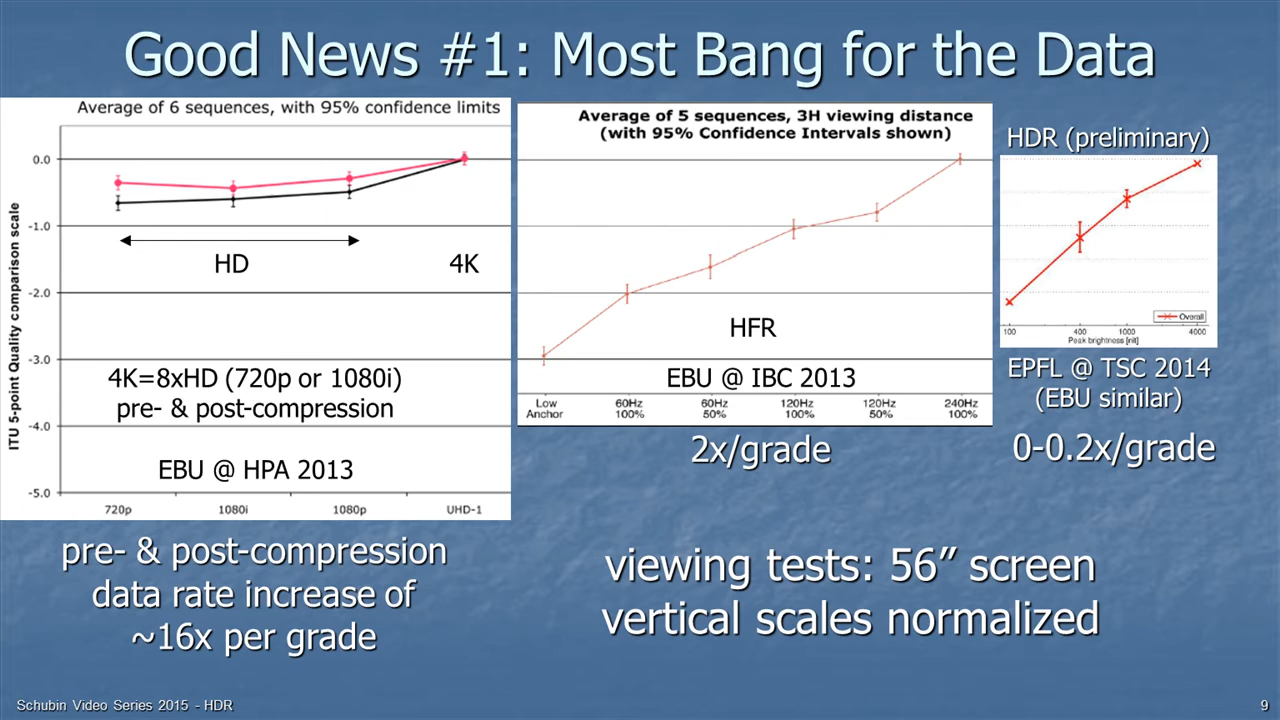 Good News #1: Most Bang for the Data
Average of 6 sequences, with 95% confidence limits
ITU 5-point Quality comparison scale
0.0
-1.0
-2.0
-3.0
-4.0
-5.0
HD
4K
4K=8xHD (720p or 1080i)
pre- & post-compression
EBU @ HPA 2013
720p 1080i 1080p UHD-1
pre- & post-compression
data rate increase of
~16x per grade
Average of 5 sequences, 3H viewing distance
(with 95% Confidence Intervals shown)
HFR
EBU @ IBC 2013
Low 60Hz 60Hz 120Hz 120Hz 240Hz
Anchor 100% 50% 100% 50% 100%
2x/grade
HDR (preliminary)
Overall
100 400 1000 4000
Peak brightness [nit]
EPFL @ TSC 2014
(EBU similar)
0-0.2x/grade
viewing tests: 56” screen
vertical scales normalized
Schubin Video Series 2015 - HDR
9